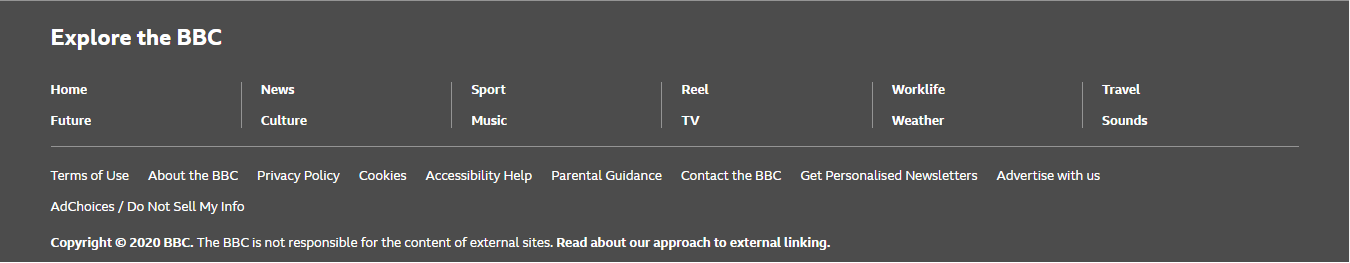 Explore the BBC
Home News Sport Reel Worklife Travel
Future Culture Music TV Weather Sounds
Terms of Use About the BBC Privacy Policy Cookies Accessibility Help Parental Guidance Contact the BBC Get Personalised Newsletters Advertise with us
AdChoices / Do Not Sell My Info
Copyright © 2020 BBC. The BBC is not responsible for the content of external sites. Read about our approach to external linking.